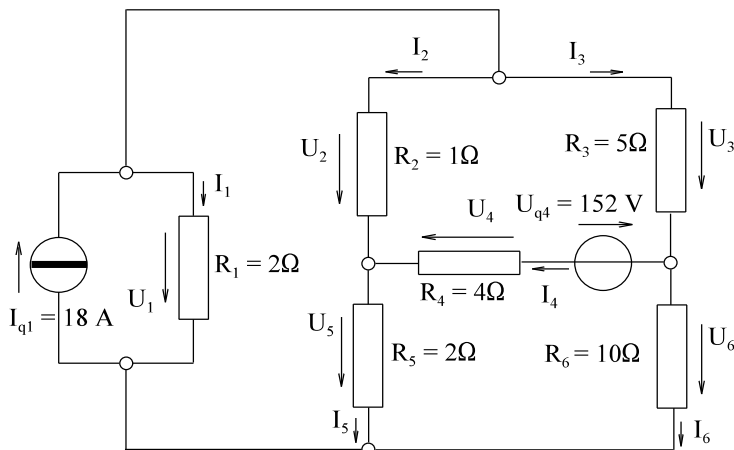 I2
I3
U2
R2 = 1Ω
R3 = 5Ω
U3
I1
U4
Uq4 = 152 V
R1 = 2Ω
U1
Iq1 = 18 A
R4 = 4Ω
I4
U5
R5 = 2Ω
R6 = 10Ω
U6
I5
I6